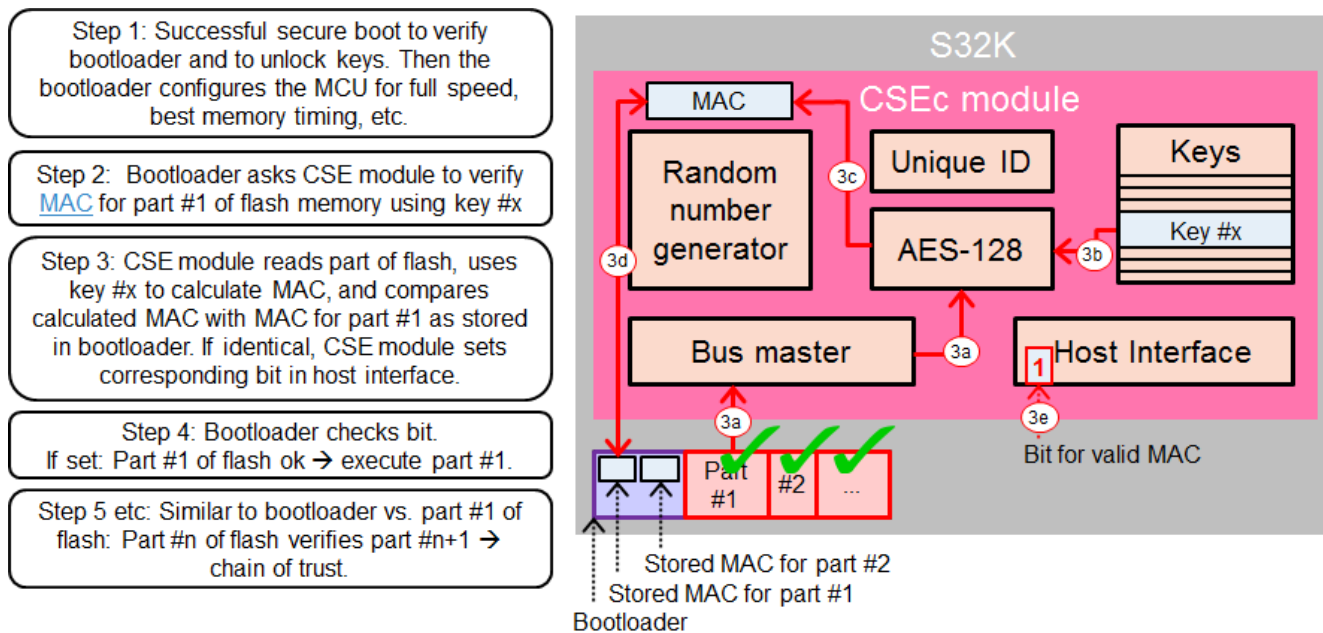 Step 1: Successful secure boot to verify
bootloader and to unlock keys. Then the
bootloader configures the MCU for full speed,
best memory timing, etc.
Step 2: Bootloader asks CSE module to verify
MAC for part #1 of flash memory using key #x
Step 3: CSE module reads part of flash, uses
key #x to calculate MAC, and compares
calculated MAC with MAC for part #1 as stored
in bootloader. If identical, CSE module sets
corresponding bit in host interface.
Step 4: Bootloader checks bit.
If set: Part #1 of flash ok → execute part #1.
Step 5 etc: Similar to bootloader vs. part #1 of
flash: Part #n of flash verifies part #n+1 →
chain of trust.
S32K
CSEc module
MAC
Random
number
generator
Unique ID
Keys
Key #x
AES-128
3c
3b
3d
Bus master
3a
Host Interface
1
3a
3e
Bit for valid MAC
Part
#1
#2
...
Stored MAC for part #2
Stored MAC for part #1
Bootloader